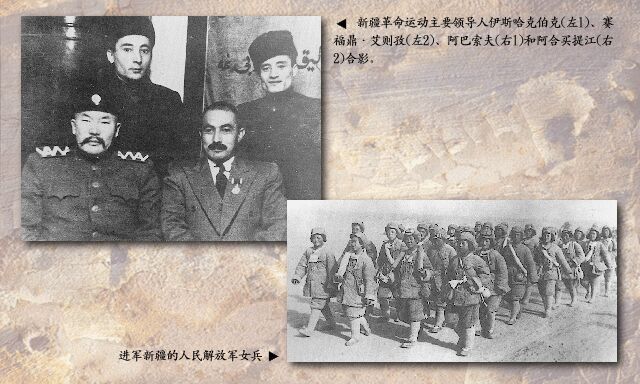 ◀ 新疆革命运动主要领导人伊斯哈克伯克(左1)、赛
福鼎·艾则孜(左2)、阿巴索夫(右1)和阿合买提江(右
2)合影。
进军新疆的人民解放军女兵 ▶